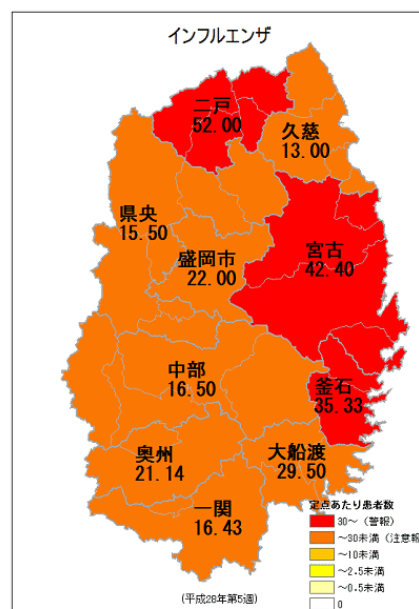 インフルエンザ
二戸
52.00
久慈
13.00
県央
15.50
盛岡市
22.00
宮古
42.40
中部
16.50
釜石
35.33
奥州
21.14
大船渡
29.50
一関
16.43
定点あたり患者数
30～（警報）
～30未満（注意報
～10未満
～2.5未満
～0.5未満
0
(平成28年第5週)